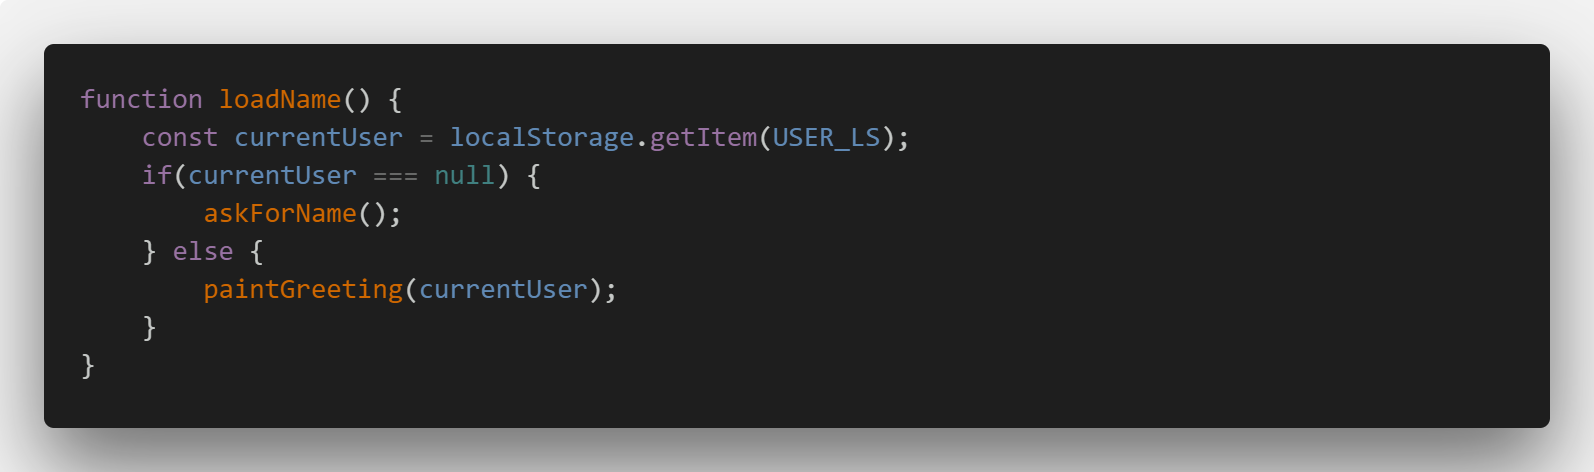 function loadName() {
    const currentUser = localStorage.getItem(USER_LS);
    if(currentUser === null) {
        askForName();
    } else {
        paintGreeting(currentUser);
    }
}